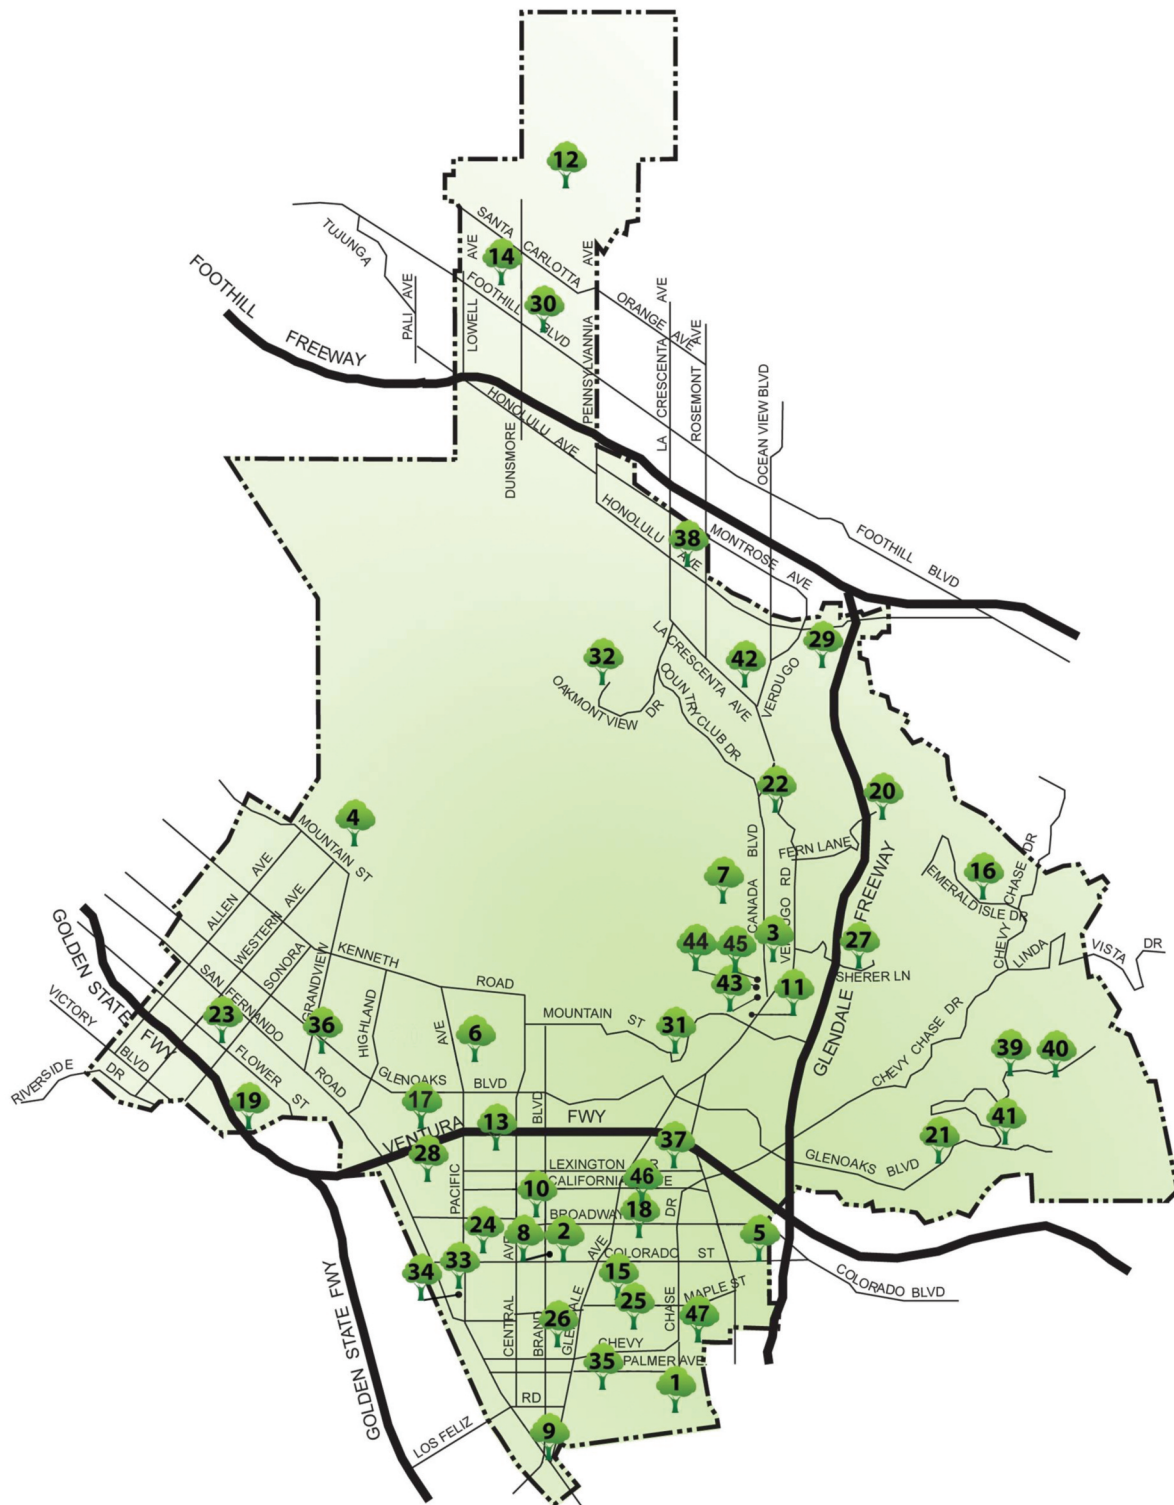 12
SANTA
CARLOTTA
AVE
AVE
TUJUNGA
14
FOOTHILL
BLVD
30
PALI AVE
LOWELL
PENNSYLVANIA
ORANGE AVE
LA CRESCENTA AVE
ROSEMONT AVE
OCEAN VIEW BLVD
FOOTHILL
FREEWAY
HONOLULU AVE
DUNSMORE
HONOLULU AVE
38
MONTROSE AVE
FOOTHILL BLVD
29
32
LA CRESCENTA AVE
42
VERDUGO
OAKMONTVIEW DR
COUNTRY CLUB DR
22
20
4
MOUNTAIN ST
FERN LANE
BLVD
CANADA
7
16
EMERALD ISLE DR
CHEVY CHASE DR
ALLEN AVE
WESTERN AVE
SONORA
GRANDVIEW
KENNETH
ROAD
44
45
3
VERDUGO RD
27
SHERER LN
GLENDALE FREEWAY
LINDA VISTA DR
GOLDEN STATE FWY
SAN FERNANDO ROAD
VICTORY BLVD
23
36
HIGHLAND
AVE
6
43
11
MOUNTAIN ST
31
CHEVY CHASE DR
39
40
RIVERSIDE DR
FLOWER ST
19
GLENOAKS BLVD
BLVD
17
13
VENTURA
FWY
37
41
21
GLENOAKS BLVD
28
LEXINGTON DR
CALIFORNIA AVE
46
10
PACIFIC
18
BROADWAY
DR
24
8
2
AVE
AVE
5
COLORADO ST
33
34
15
COLORADO BLVD
25
MAPLE ST
CENTRAL
BRAND
GLENDALE
26
CHASE
47
CHEVY
35
PALMER AVE.
1
GOLDEN STATE FWY
RD
LOS FELIZ
9